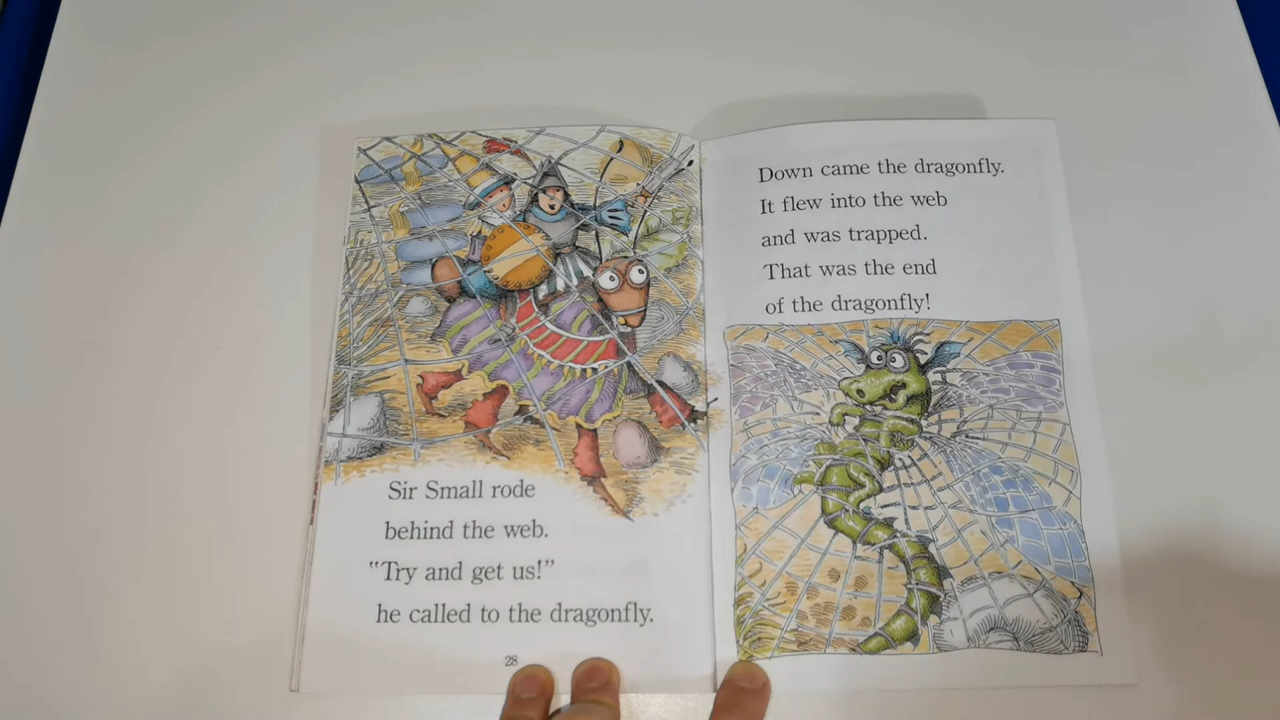 Sir Small rode
behind the web.
"Try and get us!"
he called to the dragonfly.
28
Down came the dragonfly.
It flew into the web
and was trapped.
That was the end
of the dragonfly!